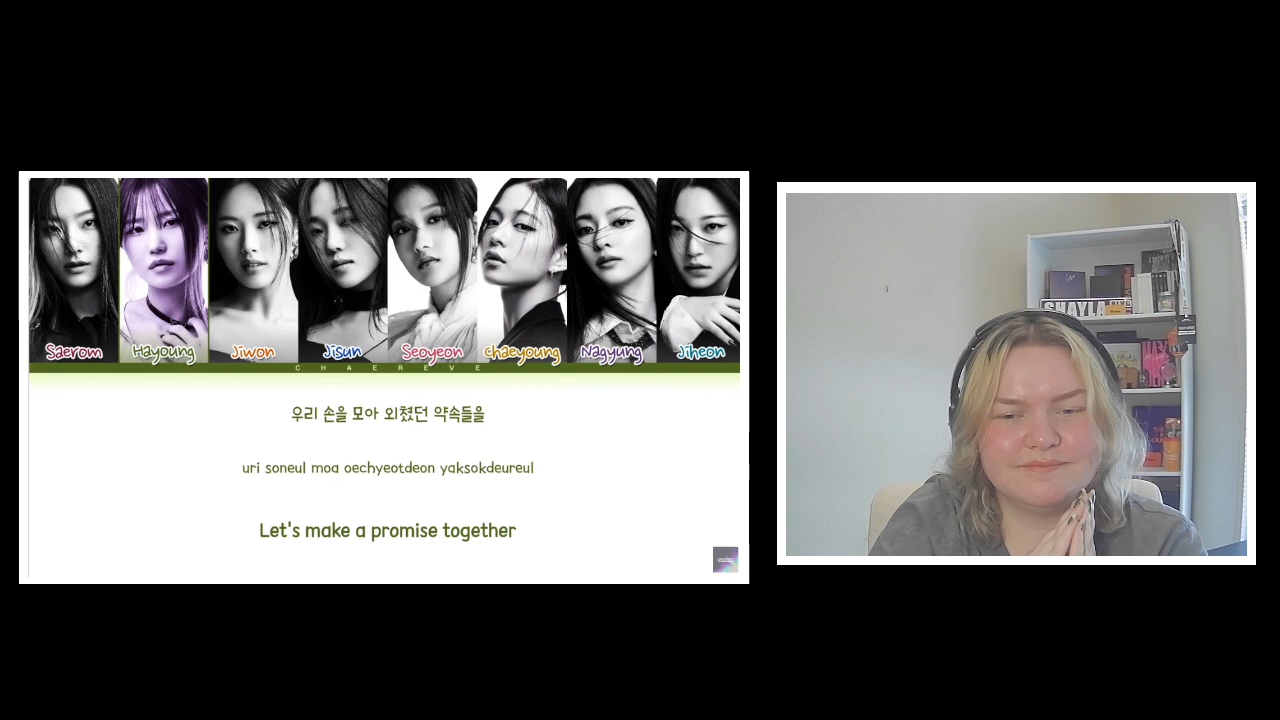 Saerom
Hayoung
Jiwon
Jisun
Seoyeon
Chaeyoung
Nagyung
Jiheon
CHAEREVE
우리 손을 모아 외쳤던 약속들을
uri soneul moa oechyeotdeon yaksokdeureul
Let's make a promise together
SHAYLA